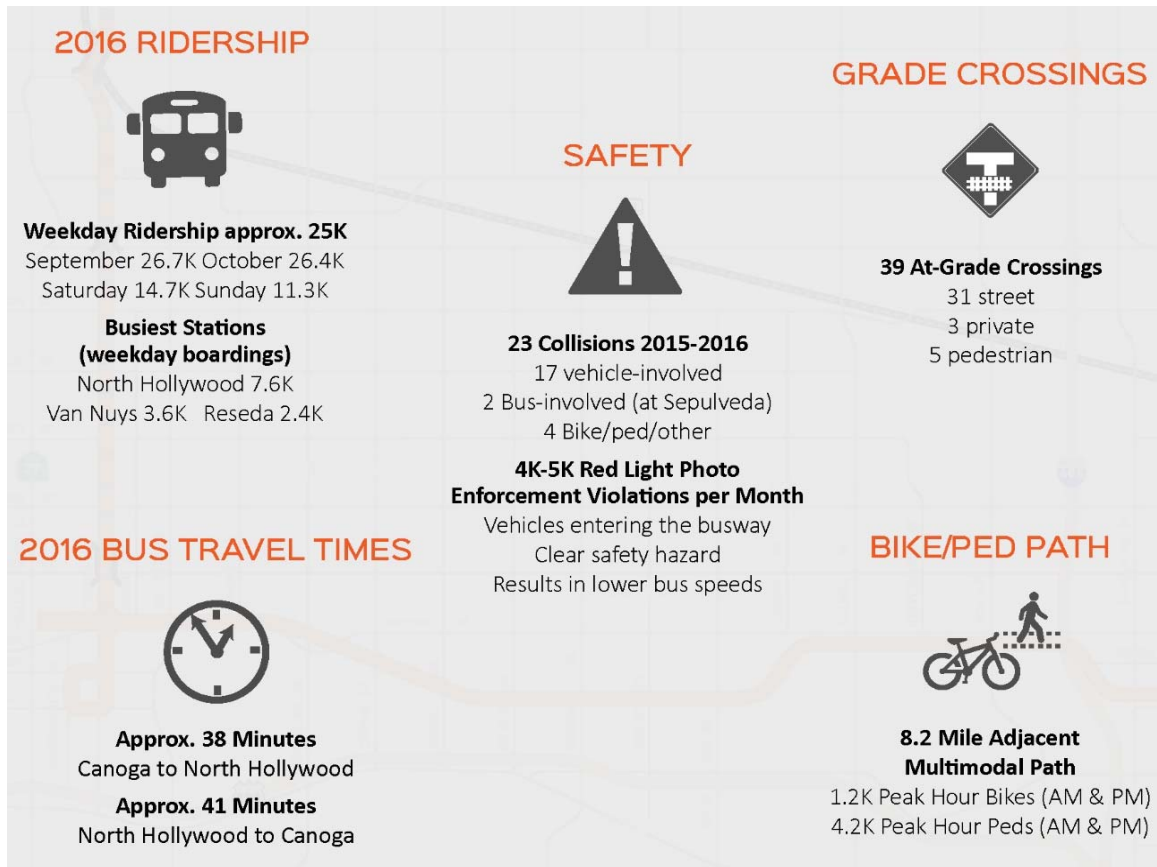 2016 RIDERSHIP
Weekday Ridership approx. 25K
September 26.7K October 26.4K
Saturday 14.7K Sunday 11.3K
Busiest Stations
(weekday boardings)
North Hollywood 7.6K
Van Nuys 3.6K Reseda 2.4K
2016 BUS TRAVEL TIMES
Approx. 38 Minutes
Canoga to North Hollywood
Approx. 41 Minutes
North Hollywood to Canoga
SAFETY
23 Collisions 2015-2016
17 vehicle-involved
2 Bus-involved (at Sepulveda)
4 Bike/ped/other
4K-5K Red Light Photo
Enforcement Violations per Month
Vehicles entering the busway
Clear safety hazard
Results in lower bus speeds
GRADE CROSSINGS
39 At-Grade Crossings
31 street
3 private
5 pedestrian
BIKE/PED PATH
8.2 Mile Adjacent
Multimodal Path
1.2K Peak Hour Bikes (AM & PM)
4.2K Peak Hour Peds (AM & PM)